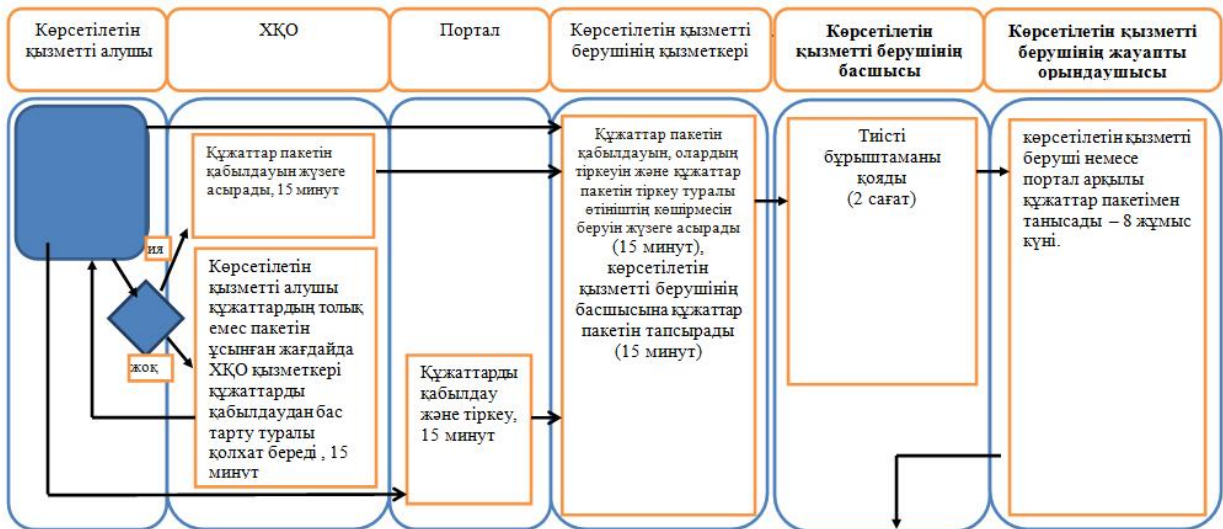 Көрсетілетін
қызметті алушы
ХҚО
Портал
Көрсетілетін қызметті
берушінің қызметкері
Көрсетілетін
қызметті берушінің
басшысы
Көрсетілетін қызметті
берушінің жауапты
орындаушысы
Құжаттар пакетін
қабылдауын жүзеге
асырады, 15 минут
ия
жоқ
Көрсетілетін
қызметті алушы
құжаттардың толық
емес пакетін
ұсынған жағдайда
ХҚО қызметкері
құжаттарды
қабылдаудан бас
тарту туралы
қолхат береді , 15
минут
Құжаттарды
қабылдау
және тіркеу,
15 минут
Құжаттар пакетін
қабылдауын, олардың
тіркеуін және құжаттар
пакетін тіркеу туралы
өтініштің көшірмесін
беруін жүзеге асырады
(15 минут),
көрсетілетін
қызметті берушінің
басшысына құжаттар
пакетін тапсырады
(15 минут)
Тиісті
бұрыштаманы
қояды
(2 сағат)
көрсетілетін қызметті
беруші немесе
портал арқылы
құжаттар пакетімен
танысады – 8 жұмыс
күні.